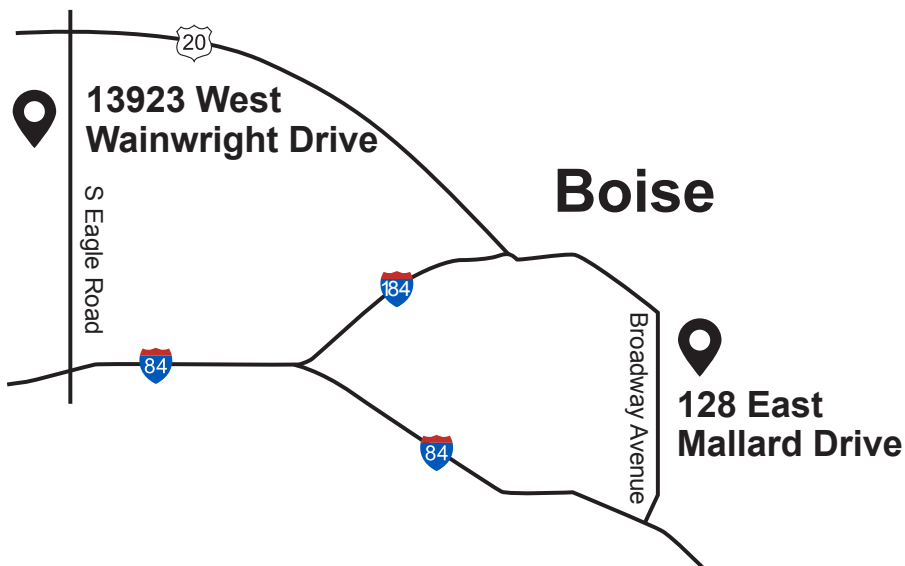 20
13923 West
Wainwright Drive
Boise
S Eagle Road
184
84
Broadway Avenue
128 East
Mallard Drive
84